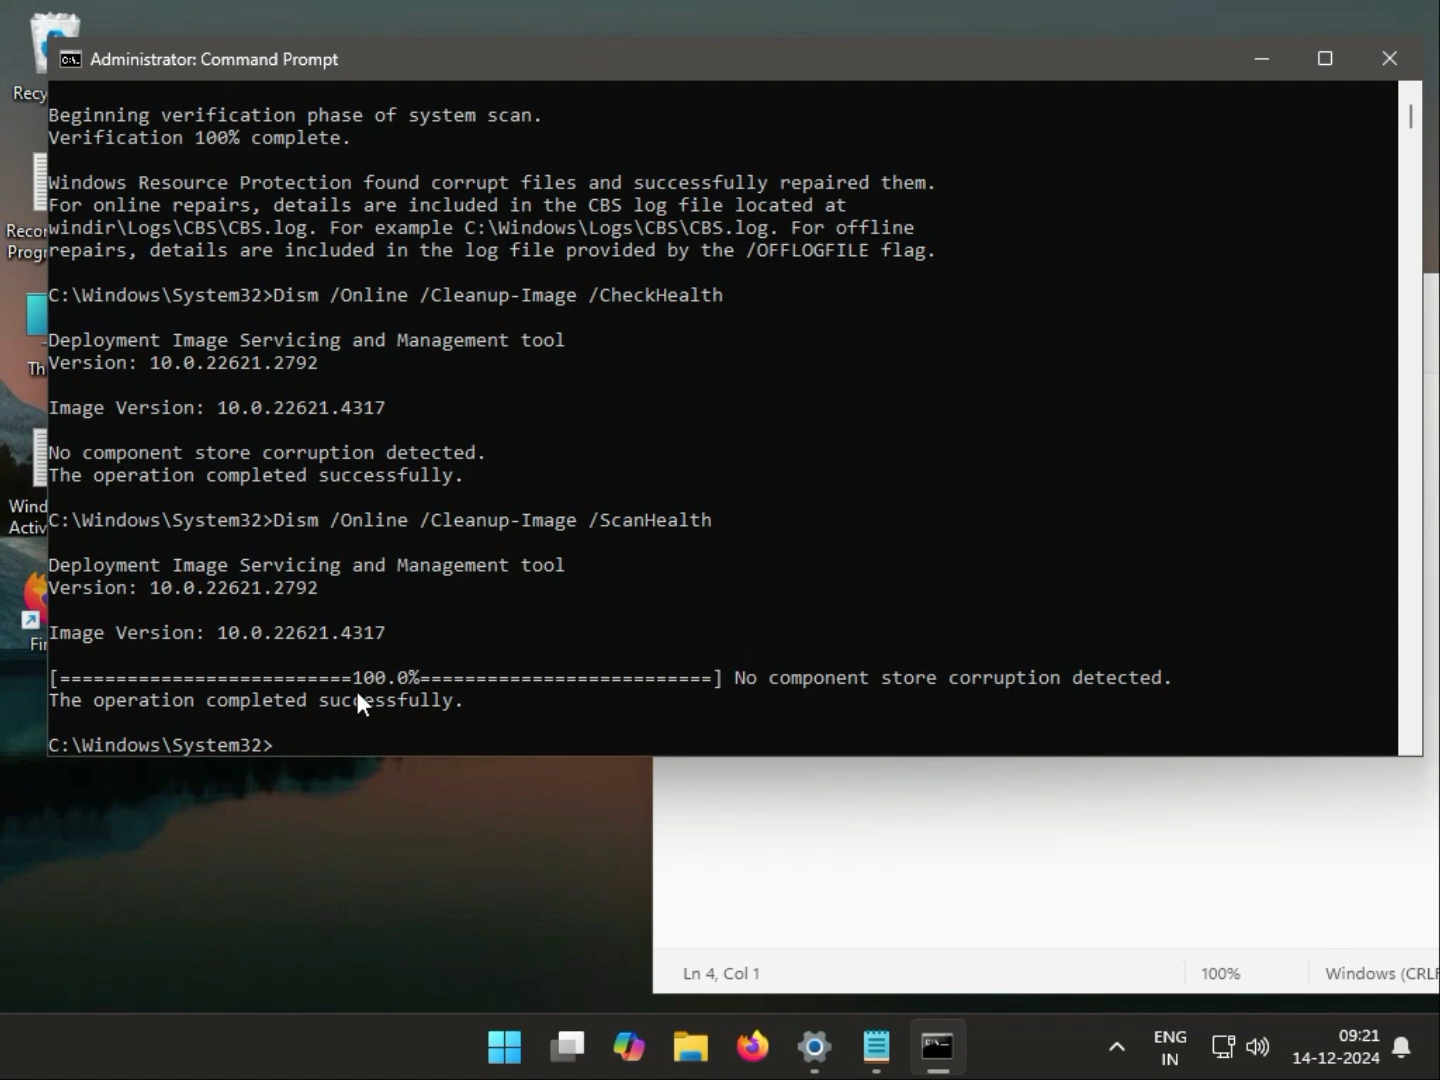 Recy
Administrator: Command Prompt
Beginning verification phase of system scan.
Verification 100% complete.
Windows Resource Protection found corrupt files and successfully repaired them.
For online repairs, details are included in the CBS log file located at
windir\Logs\CBS\CBS.log. For example C:\Windows\Logs\CBS\CBS.log. For offline
repairs, details are included in the log file provided by the /OFFLOGFILE flag.
C:\Windows\System32>Dism /Online /Cleanup-Image /CheckHealth
Deployment Image Servicing and Management tool
Version: 10.0.22621.2792
Image Version: 10.0.22621.4317
No component store corruption detected.
The operation completed successfully.
C:\Windows\System32>Dism /Online /Cleanup-Image /ScanHealth
Deployment Image Servicing and Management tool
Version: 10.0.22621.2792
Image Version: 10.0.22621.4317
[==========================100.0%==========================] No component store corruption detected.
The operation completed successfully.
C:\Windows\System32>
Recor
Progr
Th
Wind
Activ
Fir
Ln 4, Col 1
100%
Windows (CRLF
ENG
IN
09:21
14-12-2024